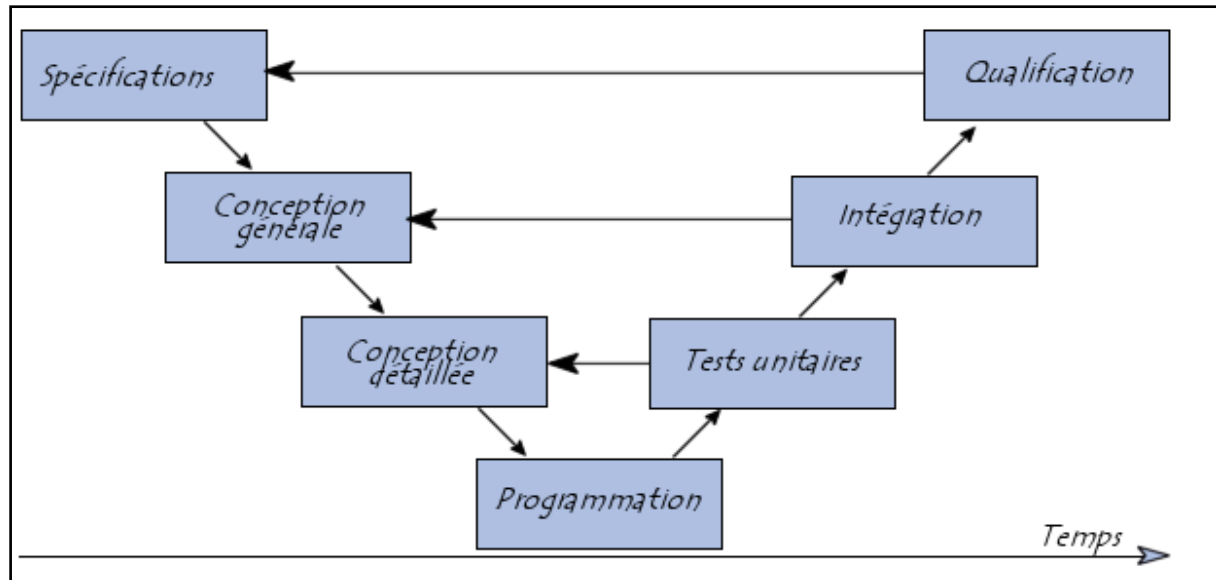 Spécifications
Qualification
Conception
générale
Intégration
Conception
détaillée
Tests unitaires
Programmation
Temps